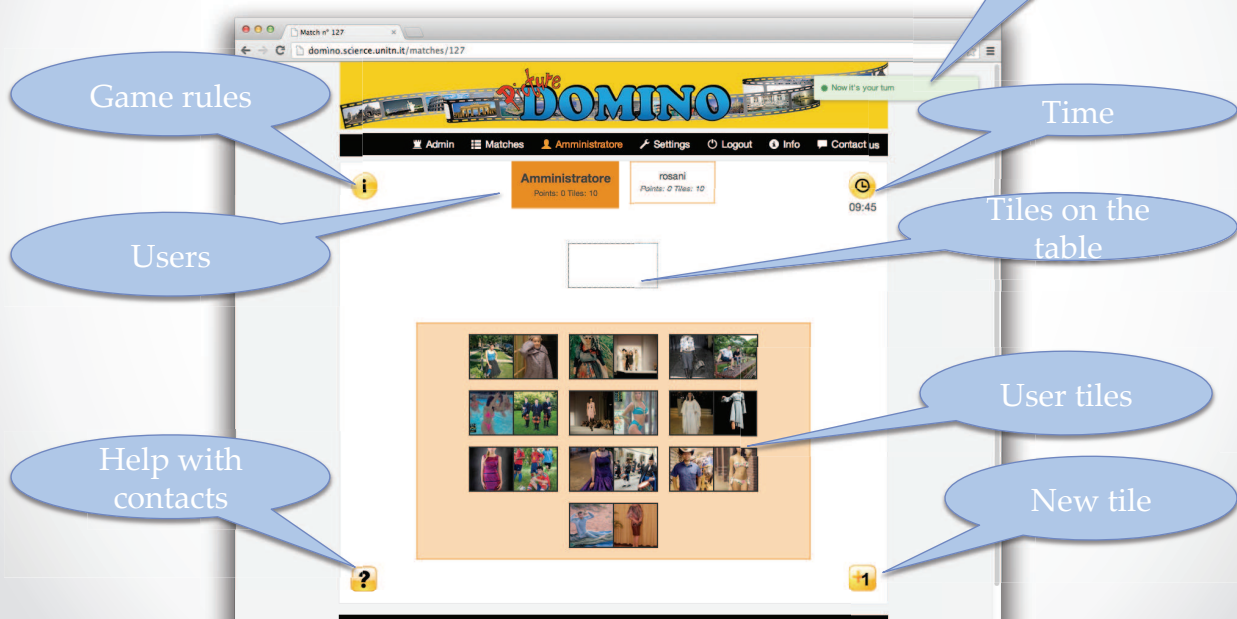 Match n° 127
domino.science.unitn.it/matches/127
Picture
DOMINO
Now it's your turn
Admin Matches Amministratore Settings Logout Info Contact us
Game rules
Time
i
Amministratore
Points: 0 Tiles: 10
rosani
Points: 0 Tiles: 10
09:45
Users
Tiles on the
table
User tiles
Help with
contacts
New tile
?
+1